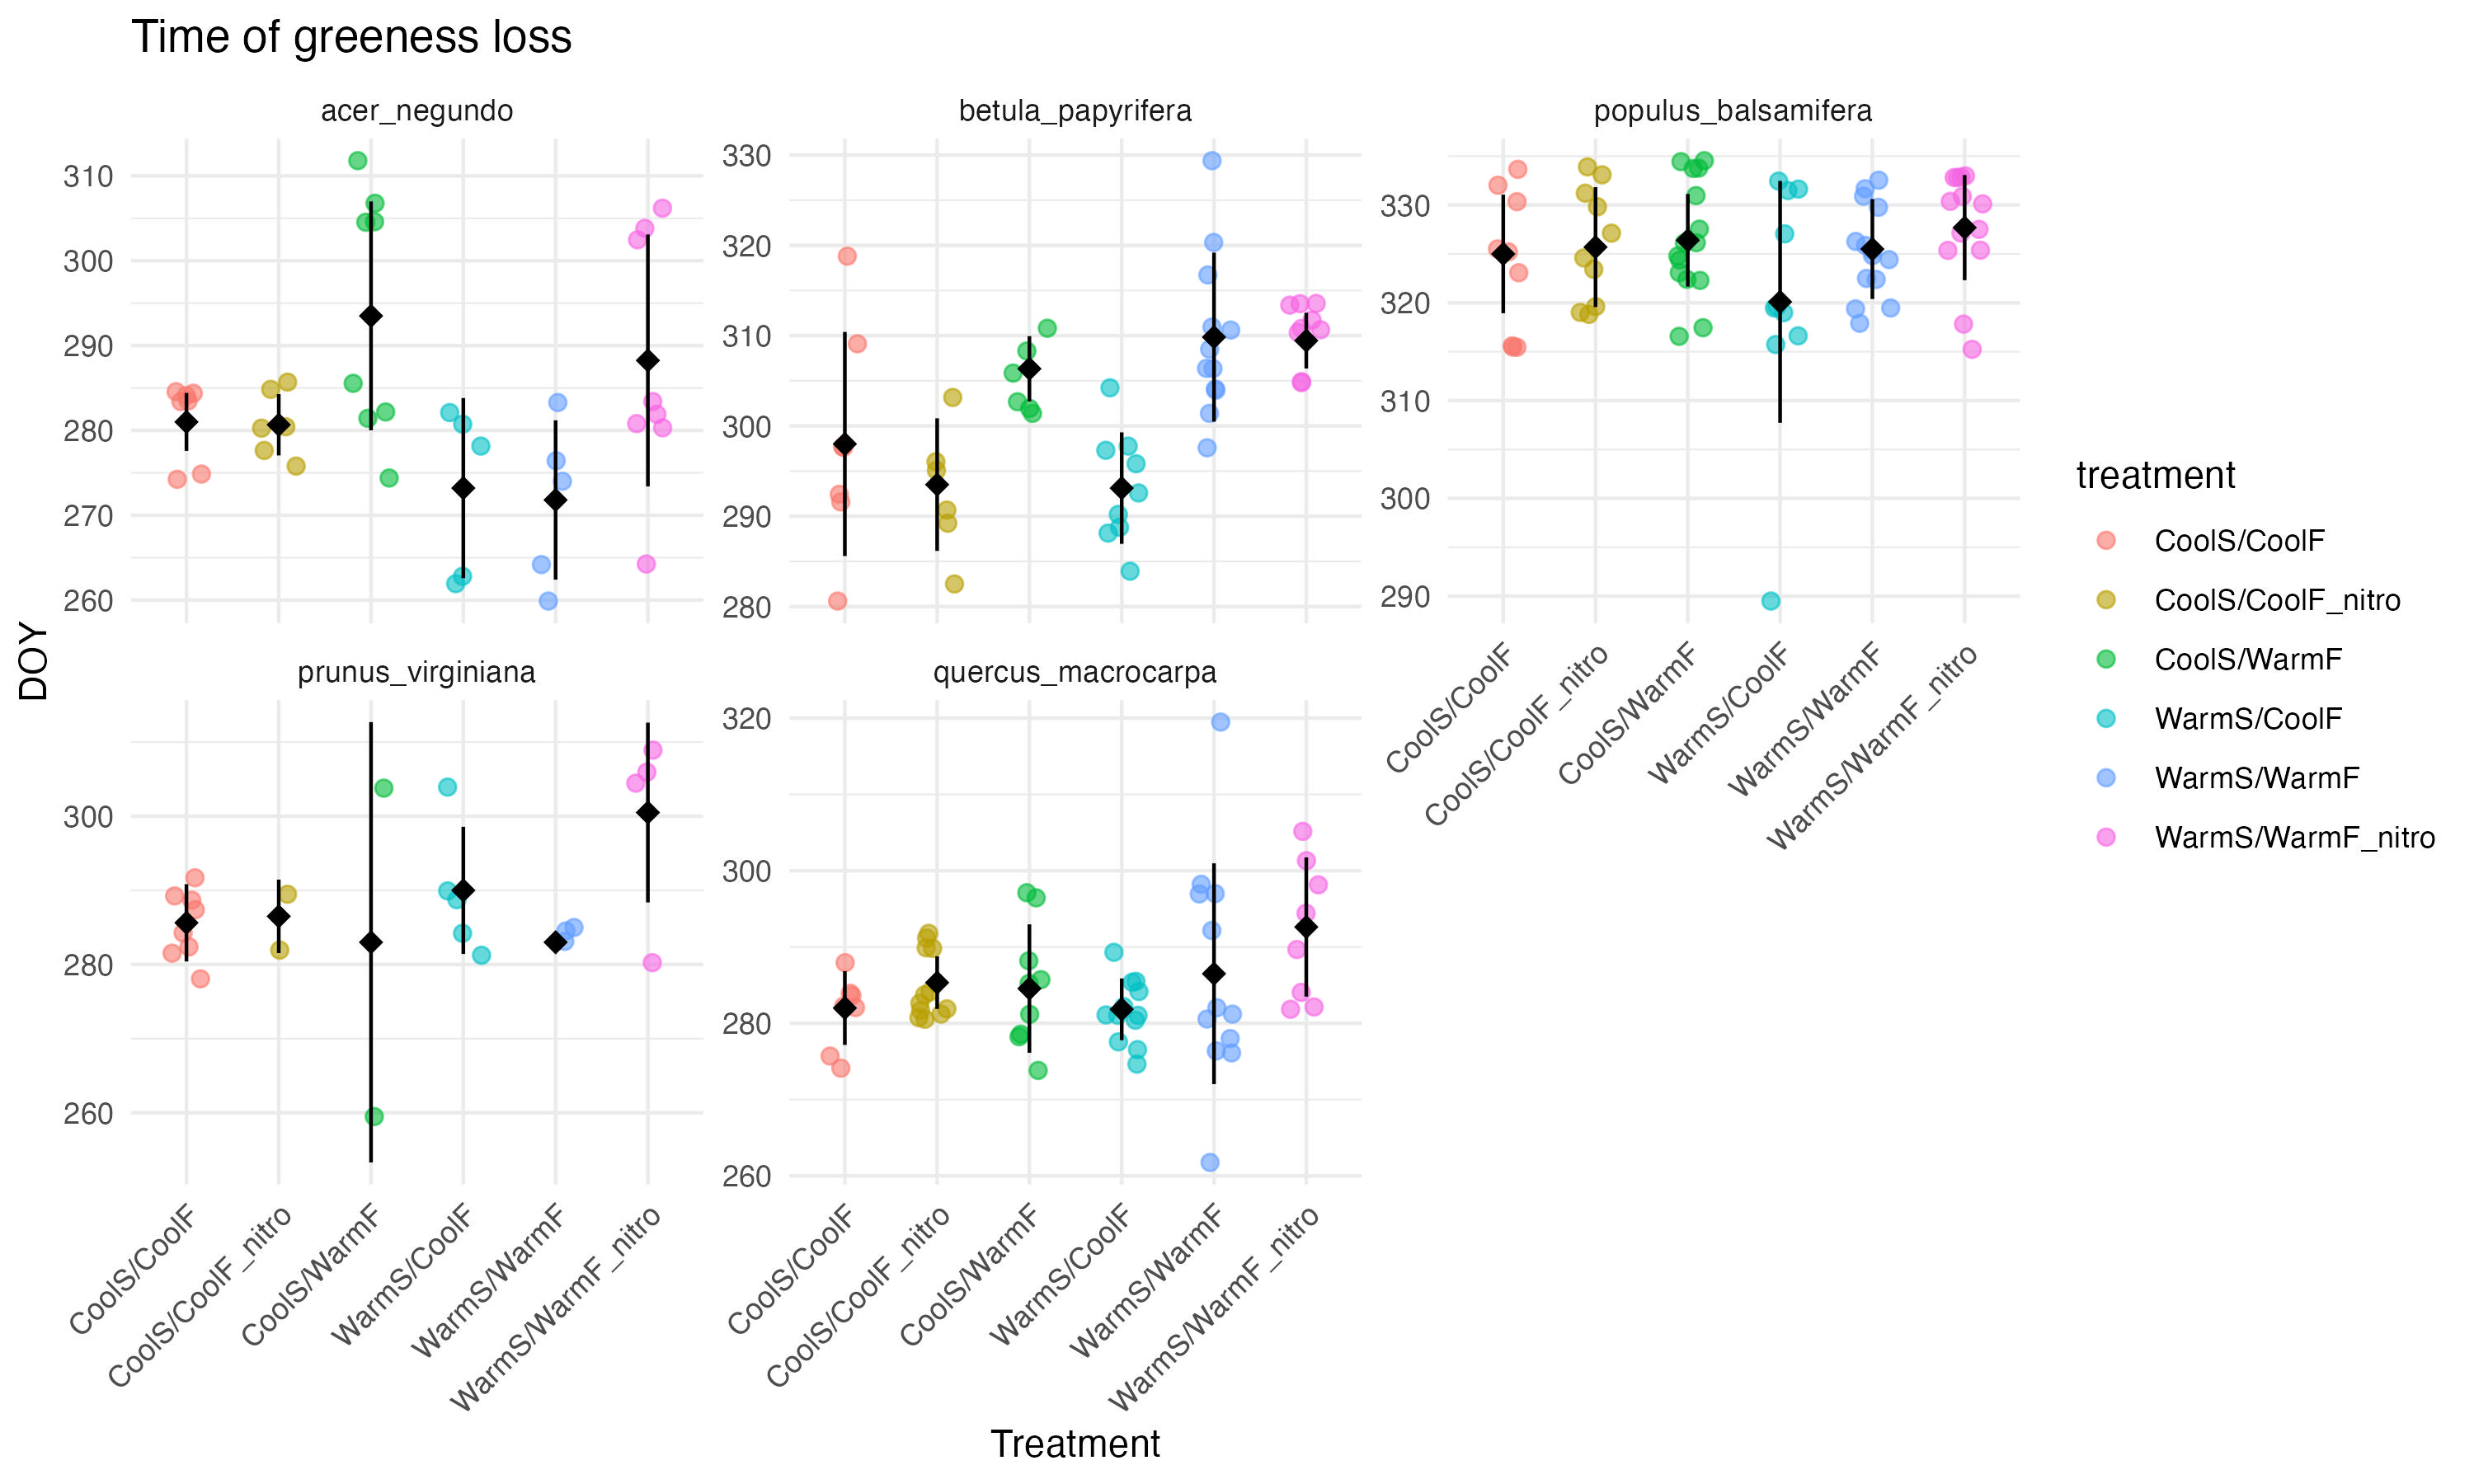 Time of greeness loss
acer_negundo
betula_papyrifera
populus_balsamifera
310
300
290
280
270
260
330
320
310
300
290
280
330
320
310
300
290
CoolS/CoolF
CoolS/CoolF_nitro
CoolS/WarmF
WarmS/CoolF
WarmS/WarmF
WarmS/WarmF_nitro
DOY
prunus_virginiana
quercus_macrocarpa
300
280
260
320
300
280
260
CoolS/CoolF
CoolS/CoolF_nitro
CoolS/WarmF
WarmS/CoolF
WarmS/WarmF
WarmS/WarmF_nitro
CoolS/CoolF
CoolS/CoolF_nitro
CoolS/WarmF
WarmS/CoolF
WarmS/WarmF
WarmS/WarmF_nitro
Treatment
treatment
CoolS/CoolF
CoolS/CoolF_nitro
CoolS/WarmF
WarmS/CoolF
WarmS/WarmF
WarmS/WarmF_nitro